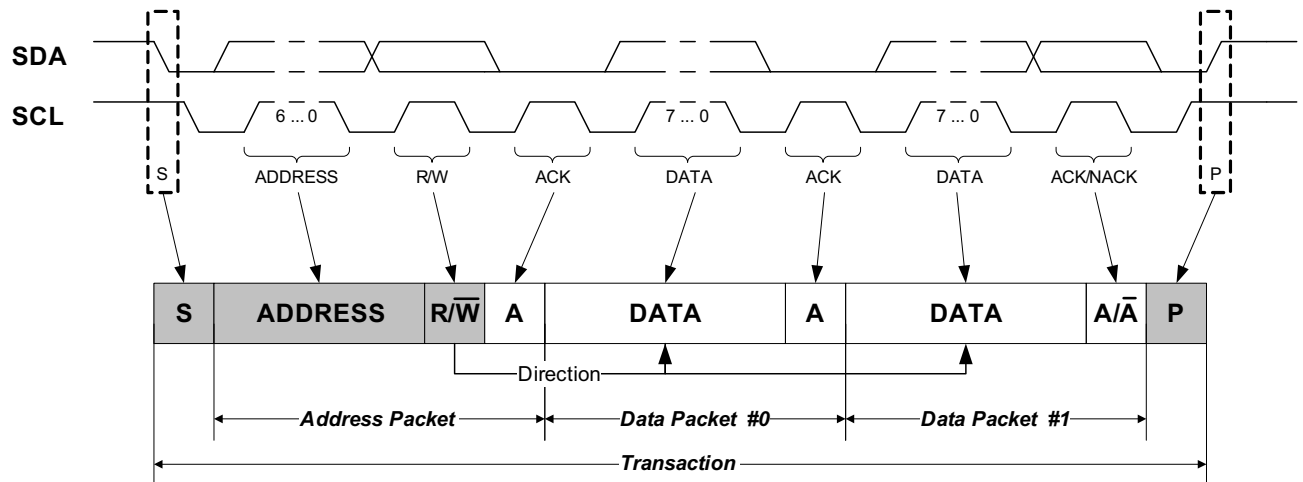 SDA
SCL
6 ... 0
7 ... 0
7 ... 0
S
ADDRESS
R/W
ACK
DATA
ACK
DATA
ACK/NACK
P
S
ADDRESS
R/W̅
A
DATA
A
DATA
A/A̅
P
Direction
Address Packet
Data Packet #0
Data Packet #1
Transaction